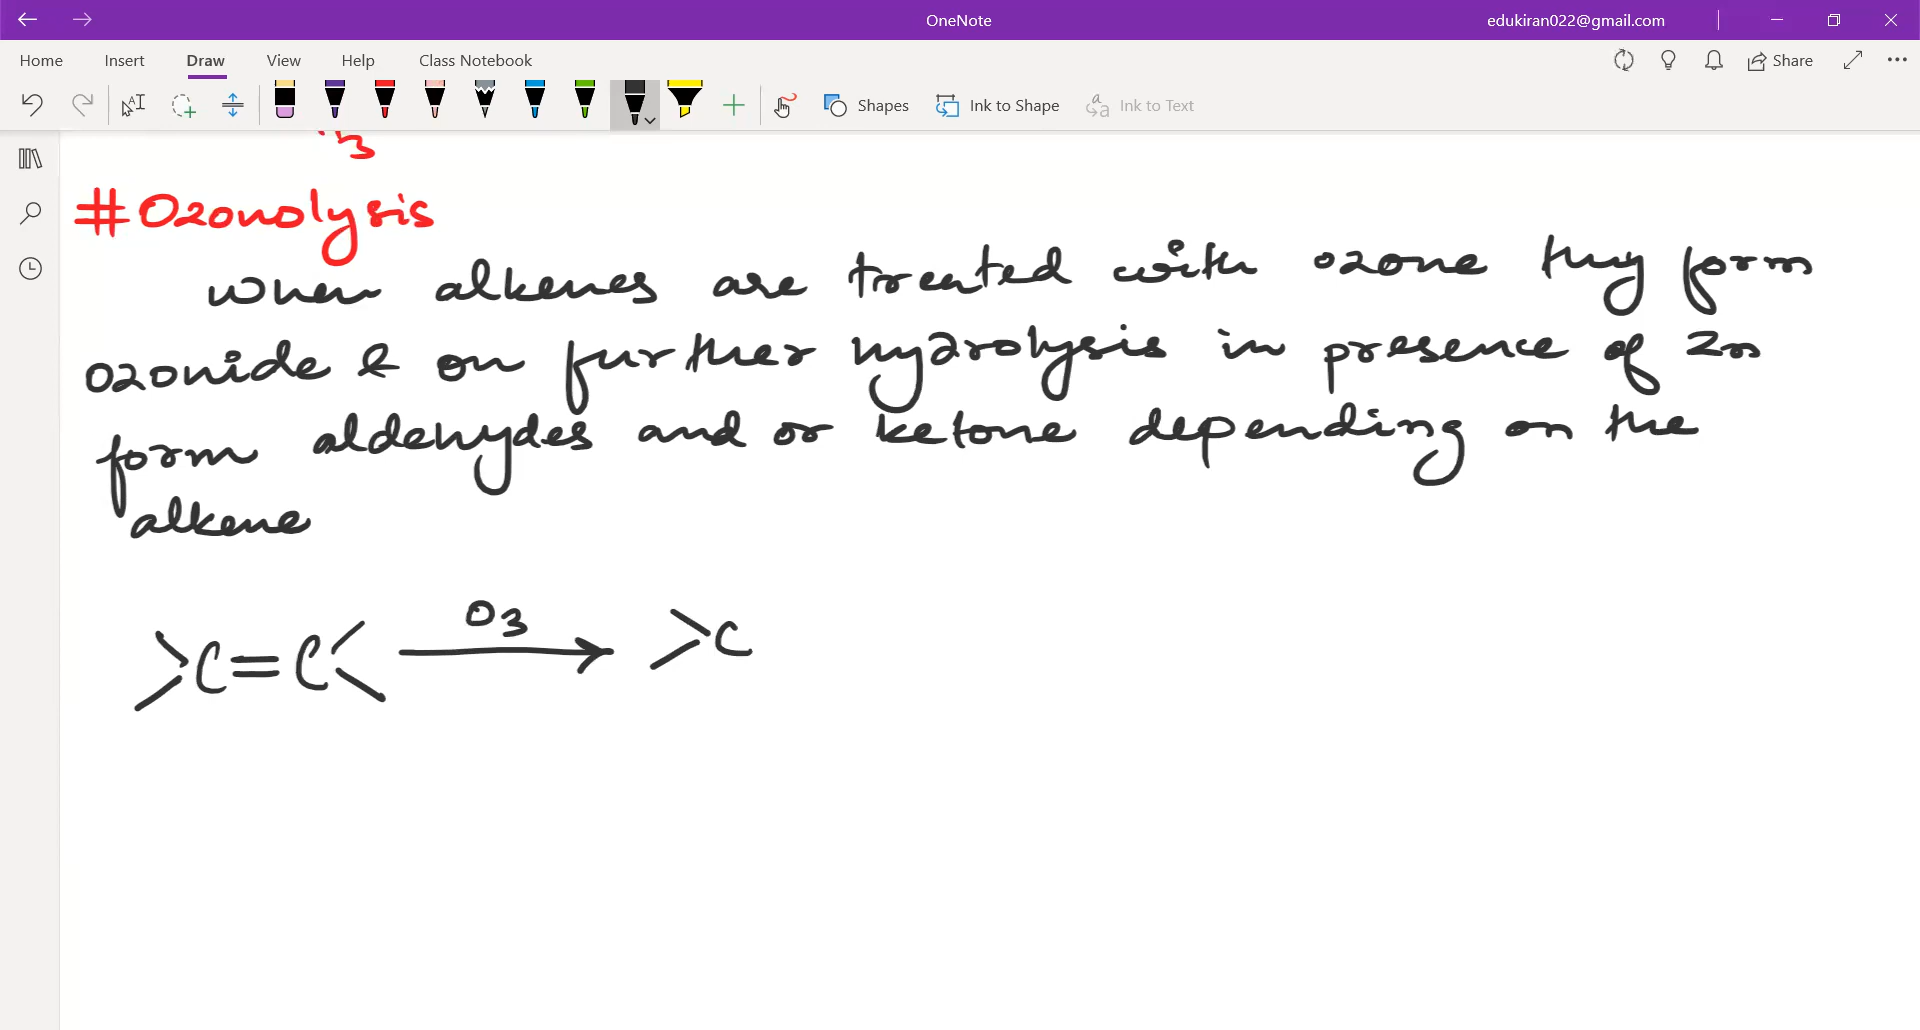 OneNote
edukiran022@gmail.com
Home Insert Draw View Help Class Notebook Share
Shapes Ink to Shape Ink to Text
#Ozonolysis
when alkenes are treated with ozone they form
ozonide & on further hydrolysis in presence of Zn
form aldehydes and or ketone depending on the
alkene
>C=C< O3 → >C